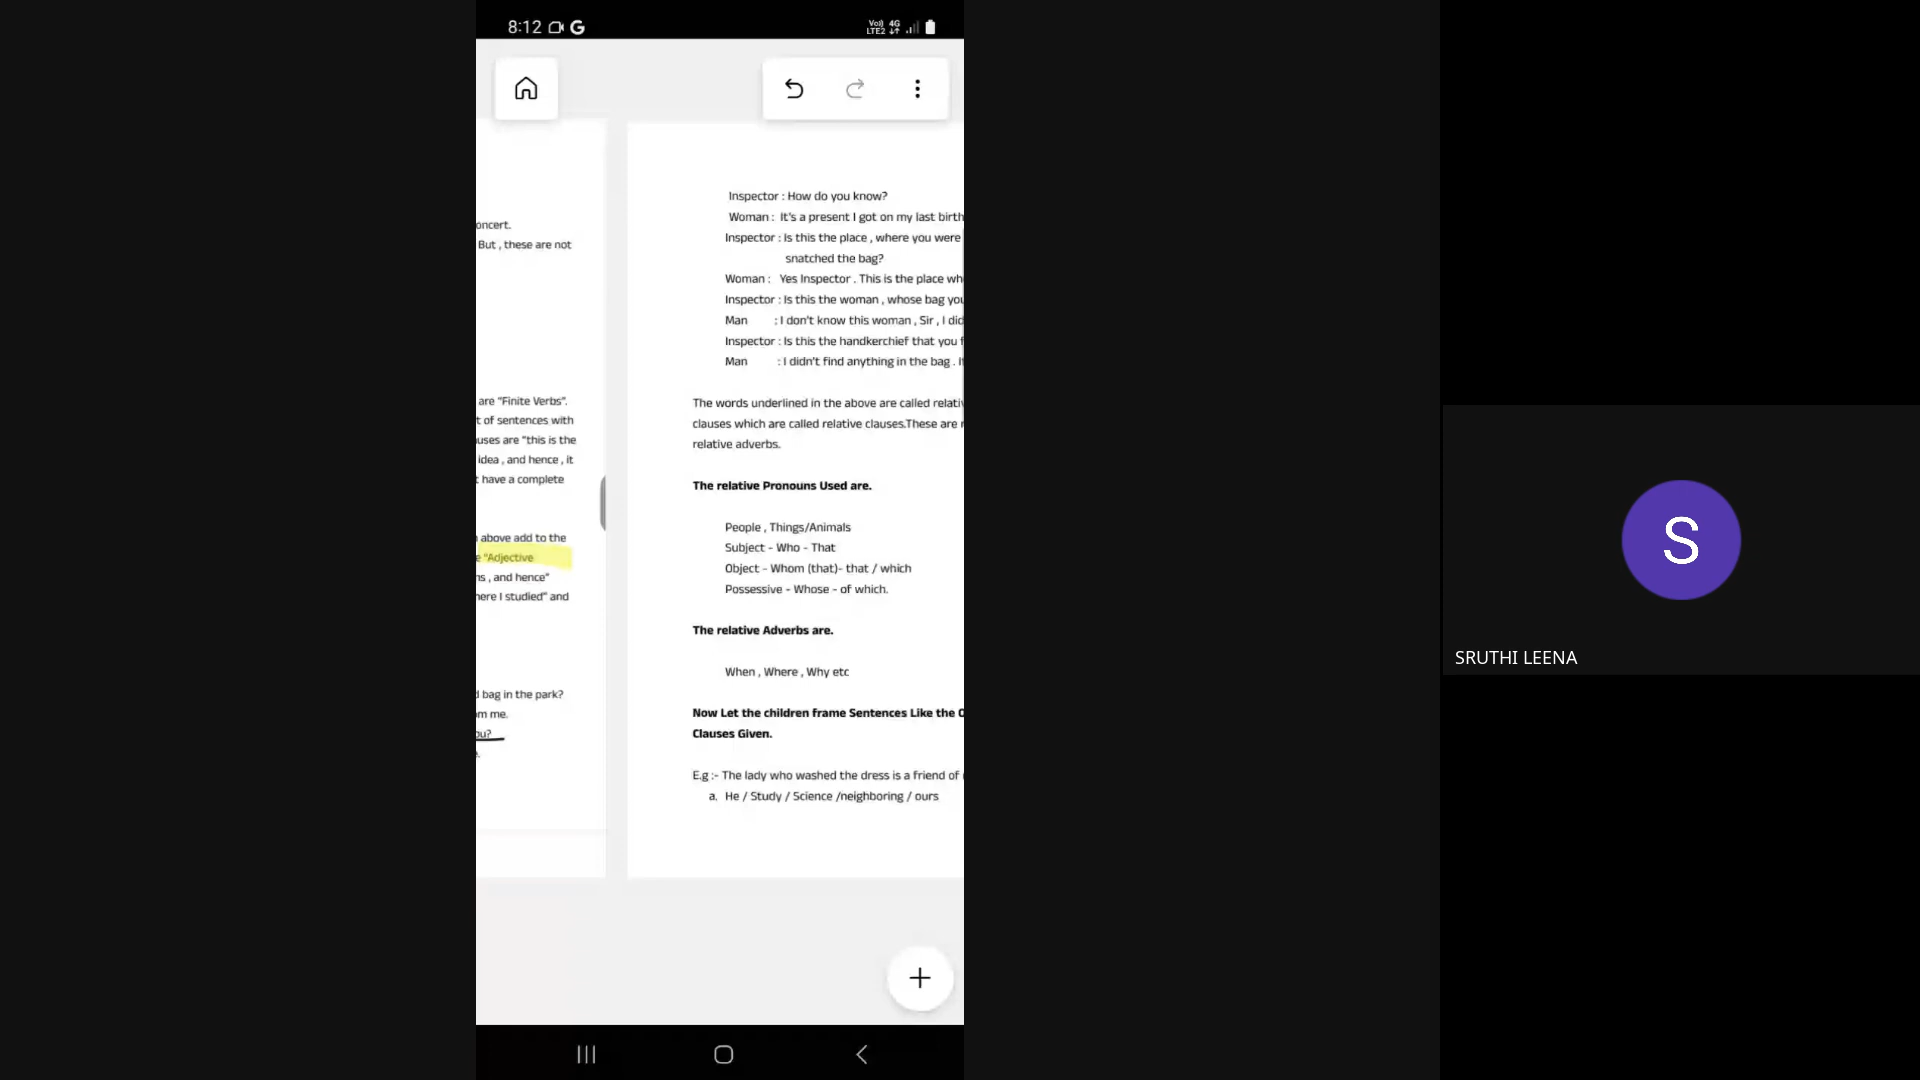 8:12
Vo)) 4G
LTE2
oncert.
But , these are not
are “Finite Verbs”.
t of sentences with
uses are “this is the
idea , and hence , it
t have a complete
above add to the
e “Adjective
ns , and hence”
here I studied” and
d bag in the park?
om me.
ou?
Inspector : How do you know?
Woman : It's a present I got on my last birth
Inspector : Is this the place , where you were
snatched the bag?
Woman : Yes Inspector . This is the place wh
Inspector : Is this the woman , whose bag you
Man : I don't know this woman , Sir , I did
Inspector : Is this the handkerchief that you f
Man : I didn't find anything in the bag . I
The words underlined in the above are called relativ
clauses which are called relative clauses.These are r
relative adverbs.
The relative Pronouns Used are.
People , Things/Animals
Subject - Who - That
Object - Whom (that)- that / which
Possessive - Whose - of which.
The relative Adverbs are.
When , Where , Why etc
Now Let the children frame Sentences Like the O
Clauses Given.
E.g :- The lady who washed the dress is a friend of
a. He / Study / Science /neighboring / ours
S
SRUTHI LEENA